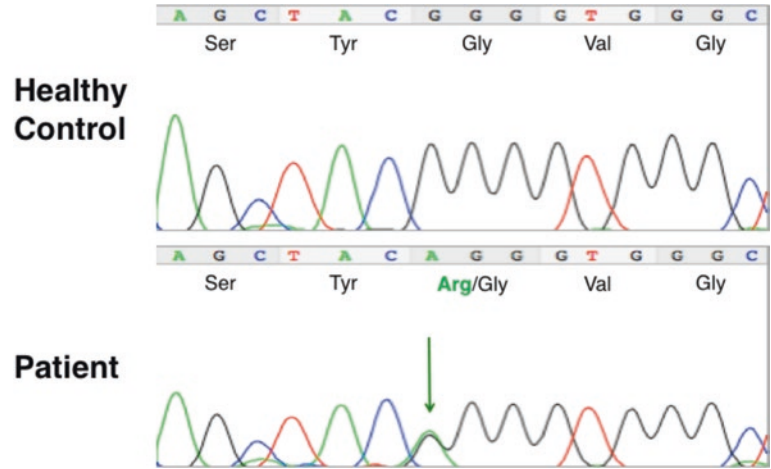 A G C T A C G G G G T G G G C
Ser Tyr Gly Val Gly
Healthy
Control
A G C T A C A G G G T G G G C
Ser Tyr Arg/Gly Val Gly
Patient